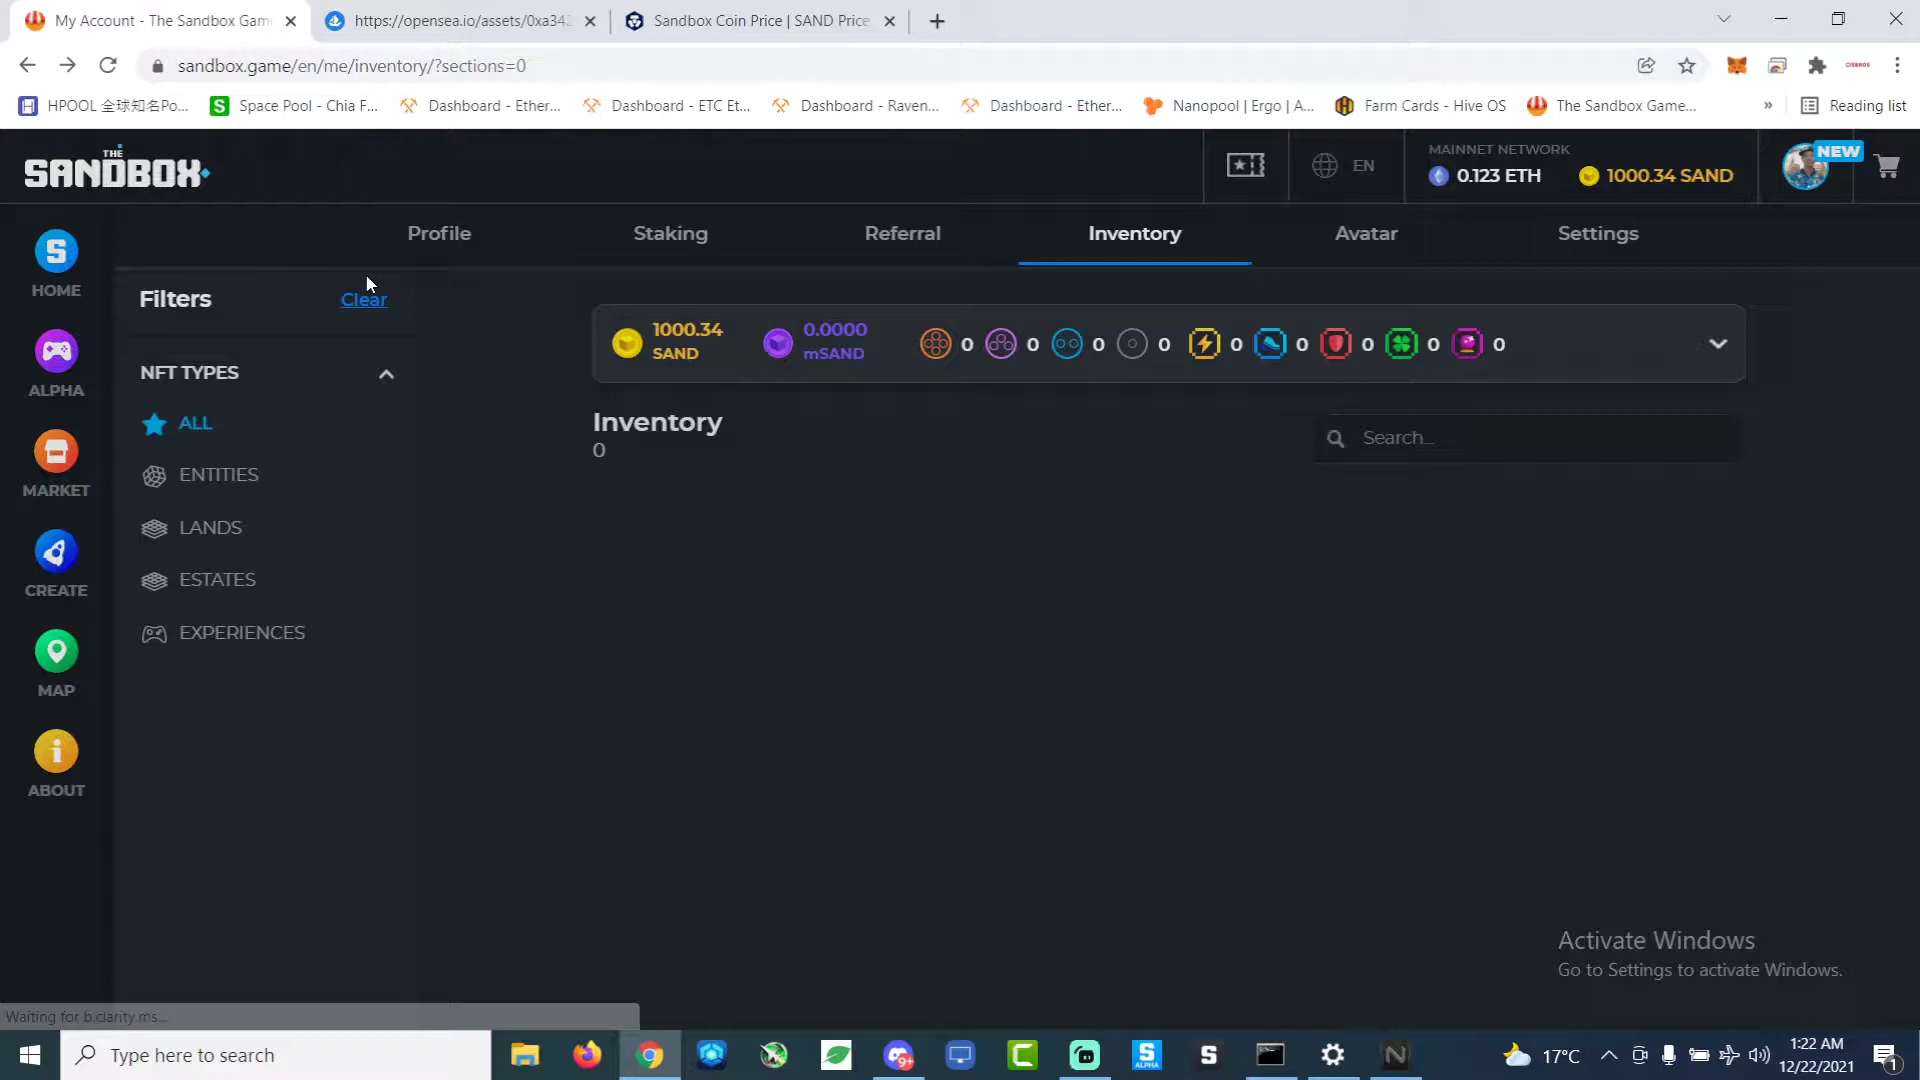 My Account - The Sandbox Gam
https://opensea.io/assets/0xa34
Sandbox Coin Price | SAND Price
sandbox.game/en/me/inventory/?sections=0
HPOOL 全球知名Po...
Space Pool - Chia F...
Dashboard - Ether...
Dashboard - ETC Et...
Dashboard - Raven...
Dashboard - Ether...
Nanopool | Ergo | A...
Farm Cards - Hive OS
The Sandbox Game...
»
Reading list
THE
SANDBOX
EN
MAINNET NETWORK
0.123 ETH
1000.34 SAND
NEW
Profile
Staking
Referral
Inventory
Avatar
Settings
HOME
ALPHA
MARKET
CREATE
MAP
ABOUT
Filters
Clear
NFT TYPES
ALL
ENTITIES
LANDS
ESTATES
EXPERIENCES
1000.34
SAND
0.0000
mSAND
0
0
0
0
0
0
0
0
0
Inventory
0
Search...
Activate Windows
Go to Settings to activate Windows.
Waiting for b.clarity.ms...
Type here to search
9+
ALPHA
17°C
1:22 AM
12/22/2021
1